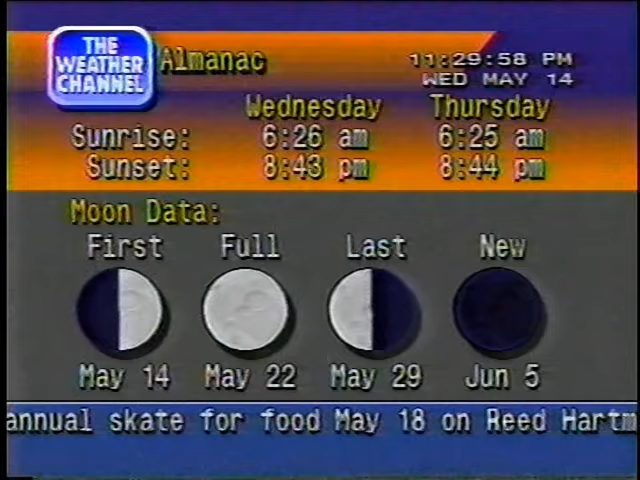 THE
WEATHER
CHANNEL
Almanac
11:29:58 PM
WED MAY 14
Wednesday Thursday
Sunrise: 6:26 am 6:25 am
Sunset: 8:43 pm 8:44 pm
Moon Data:
First Full Last New
May 14 May 22 May 29 Jun 5
annual skate for food May 18 on Reed Hartm